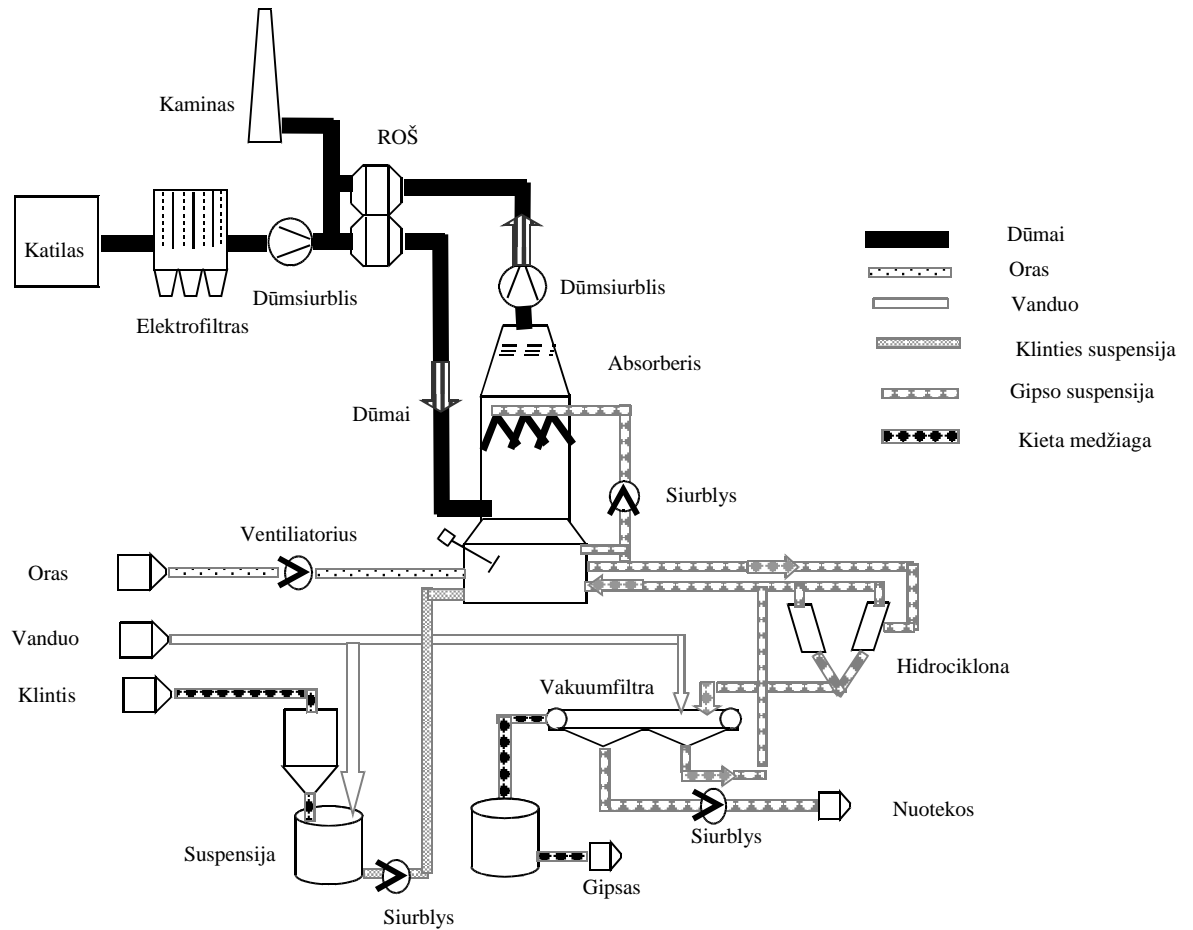 Kaminas
ROŠ
Katilas
Dūmsiurblis
Elektrofiltras
Dūmsiurblis
Absorberis
Dūmai
Siurblys
Ventiliatorius
Oras
Vanduo
Klintis
Hidrociklona
Vakuumfiltra
Suspensija
Siurblys
Gipsas
Siurblys
Nuotekos
Dūmai
Oras
Vanduo
Klinties suspensija
Gipso suspensija
Kieta medžiaga